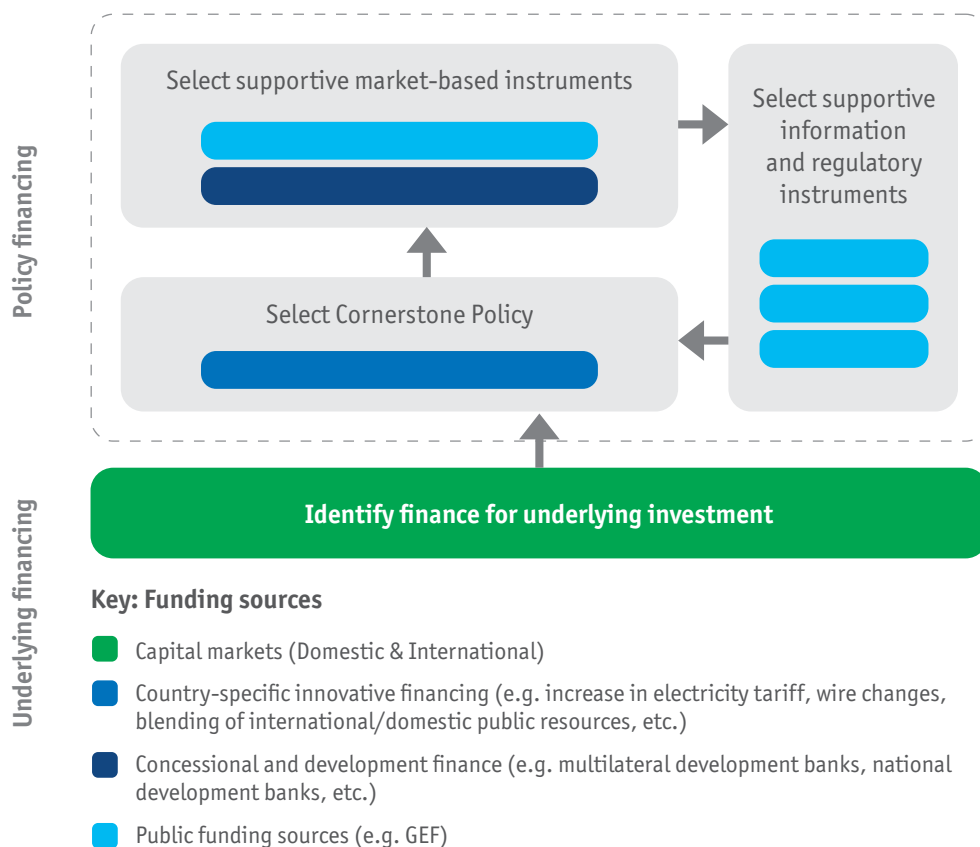 Policy financing
Select supportive market-based instruments
Select supportive
information
and regulatory
instruments
Select Cornerstone Policy
Underlying financing
Identify finance for underlying investment
Key: Funding sources
Capital markets (Domestic & International)
Country-specific innovative financing (e.g. increase in electricity tariff, wire changes,
blending of international/domestic public resources, etc.)
Concessional and development finance (e.g. multilateral development banks, national
development banks, etc.)
Public funding sources (e.g. GEF)